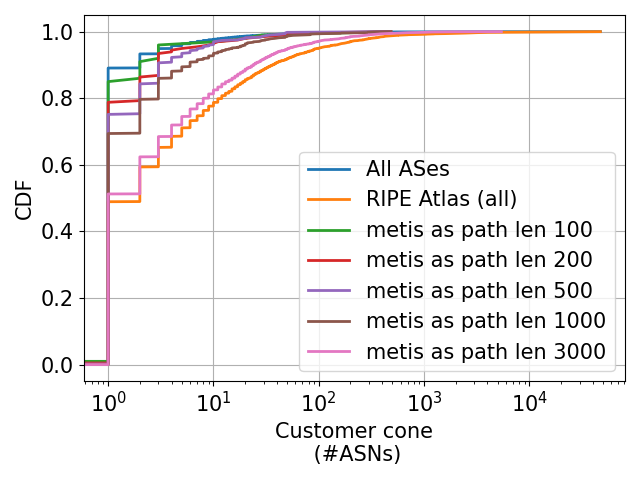 1.0
0.8
0.6
0.4
0.2
0.0
CDF
10^0
10^1
10^2
10^3
10^4
Customer cone
(#ASNs)
All ASes
RIPE Atlas (all)
metis as path len 100
metis as path len 200
metis as path len 500
metis as path len 1000
metis as path len 3000